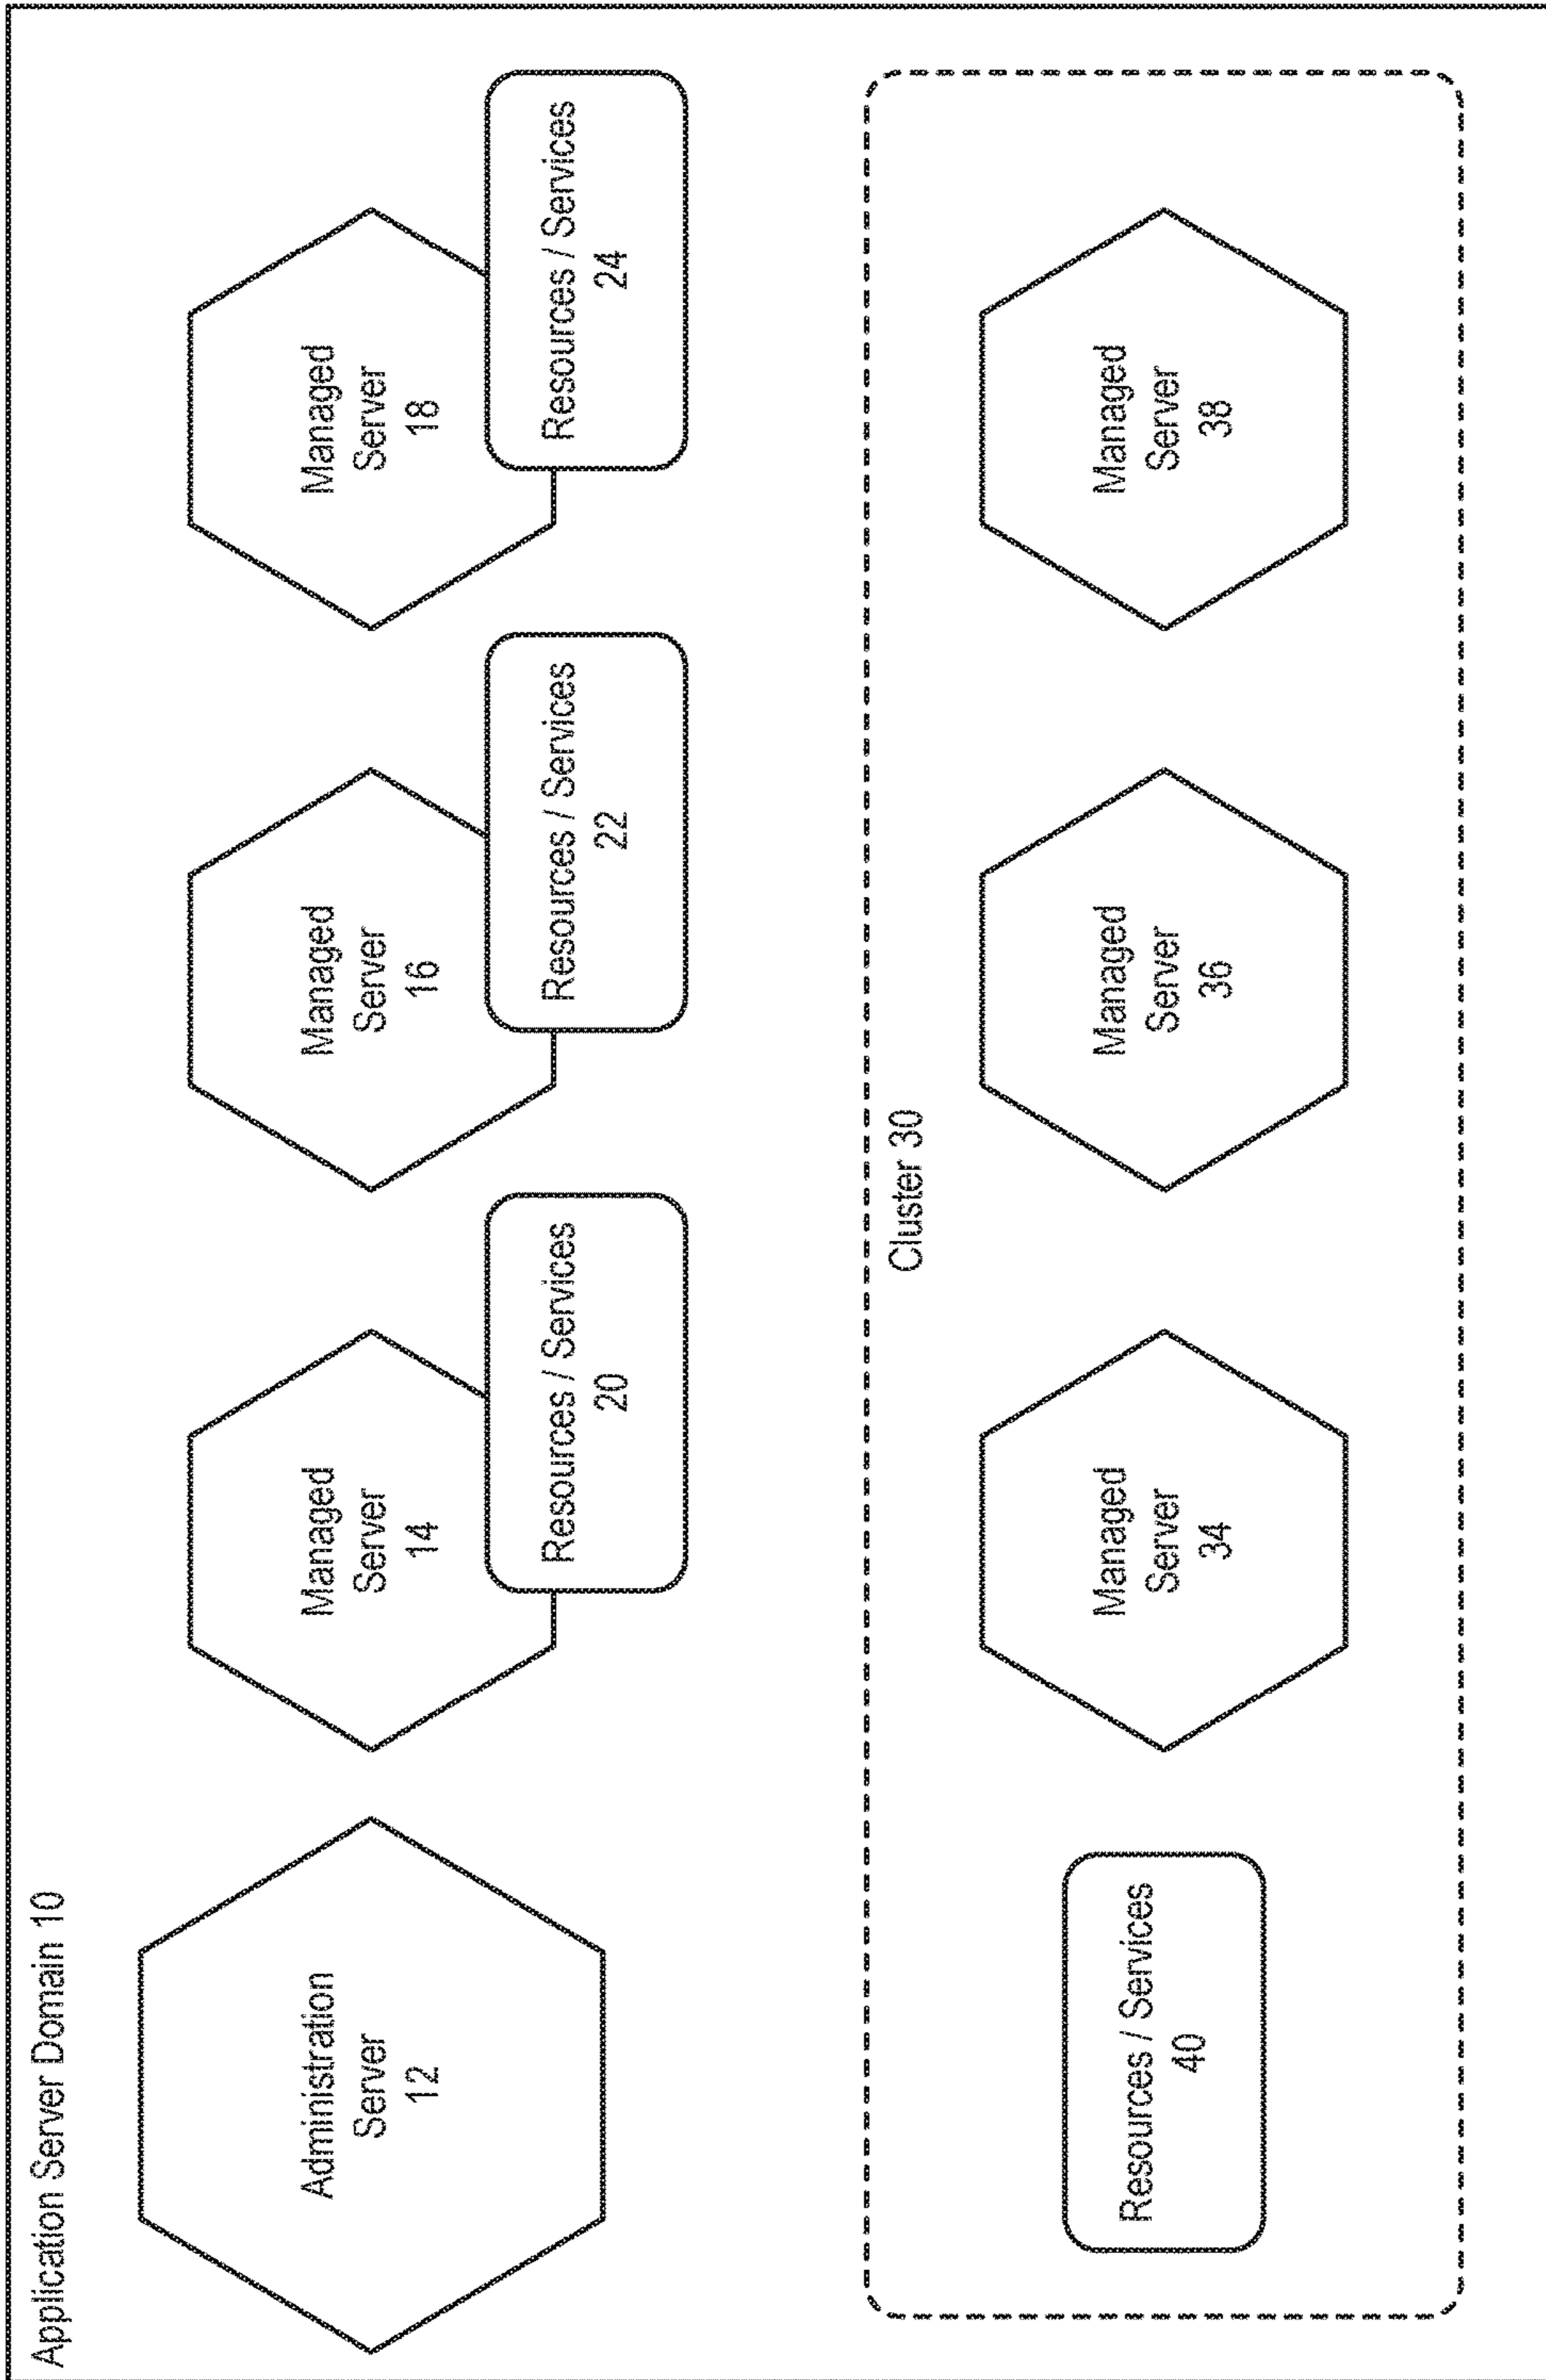 Application Server Domain 10
Administration
Server
12
Managed
Server
14
Resources / Services
20
Managed
Server
16
Resources / Services
22
Managed
Server
18
Resources / Services
24
Cluster 30
Resources / Services
40
Managed
Server
34
Managed
Server
36
Managed
Server
38